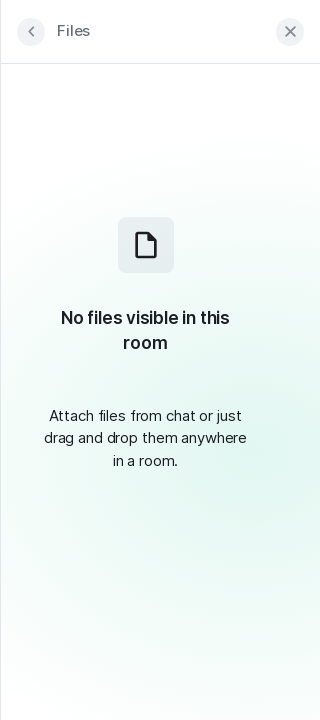 Files
No files visible in this
room
Attach files from chat or just
drag and drop them anywhere
in a room.